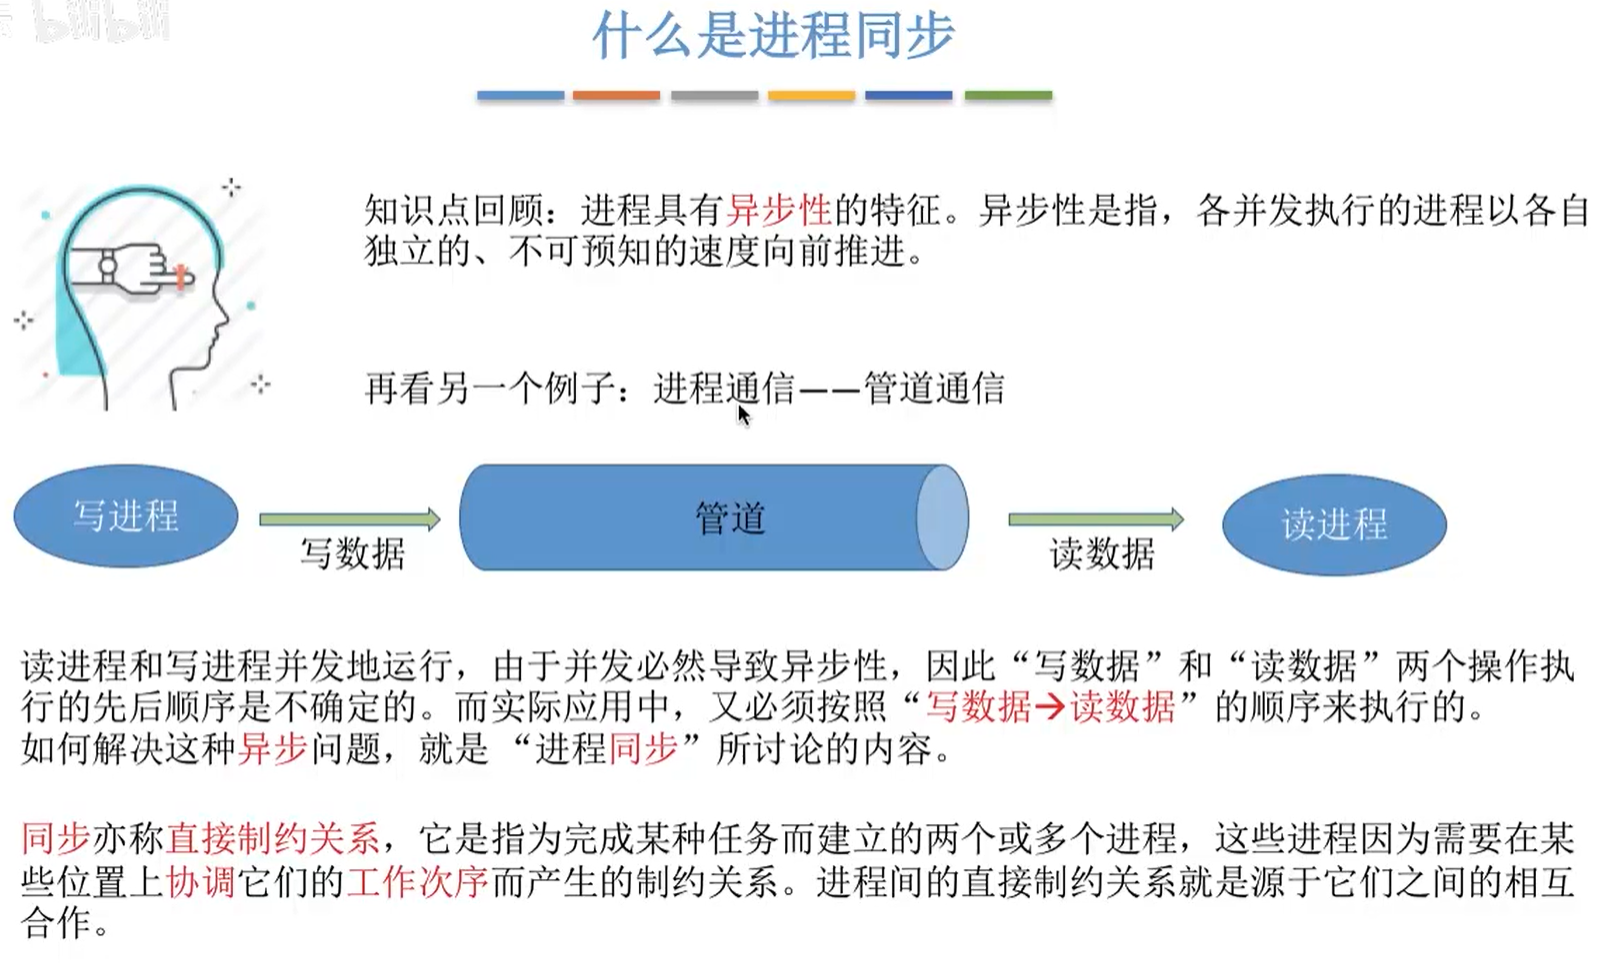 bilibili
什么是进程同步
知识点回顾：进程具有异步性的特征。异步性是指，各并发执行的进程以各自
独立的、不可预知的速度向前推进。
再看另一个例子：进程通信——管道通信
写进程
写数据
管道
读数据
读进程
读进程和写进程并发地运行，由于并发必然导致异步性，因此“写数据”和“读数据”两个操作执
行的先后顺序是不确定的。而实际应用中，又必须按照“写数据→读数据”的顺序来执行的。
如何解决这种异步问题，就是 “进程同步”所讨论的内容。
同步亦称直接制约关系，它是指为完成某种任务而建立的两个或多个进程，这些进程因为需要在某
些位置上协调它们的工作次序而产生的制约关系。进程间的直接制约关系就是源于它们之间的相互
合作。